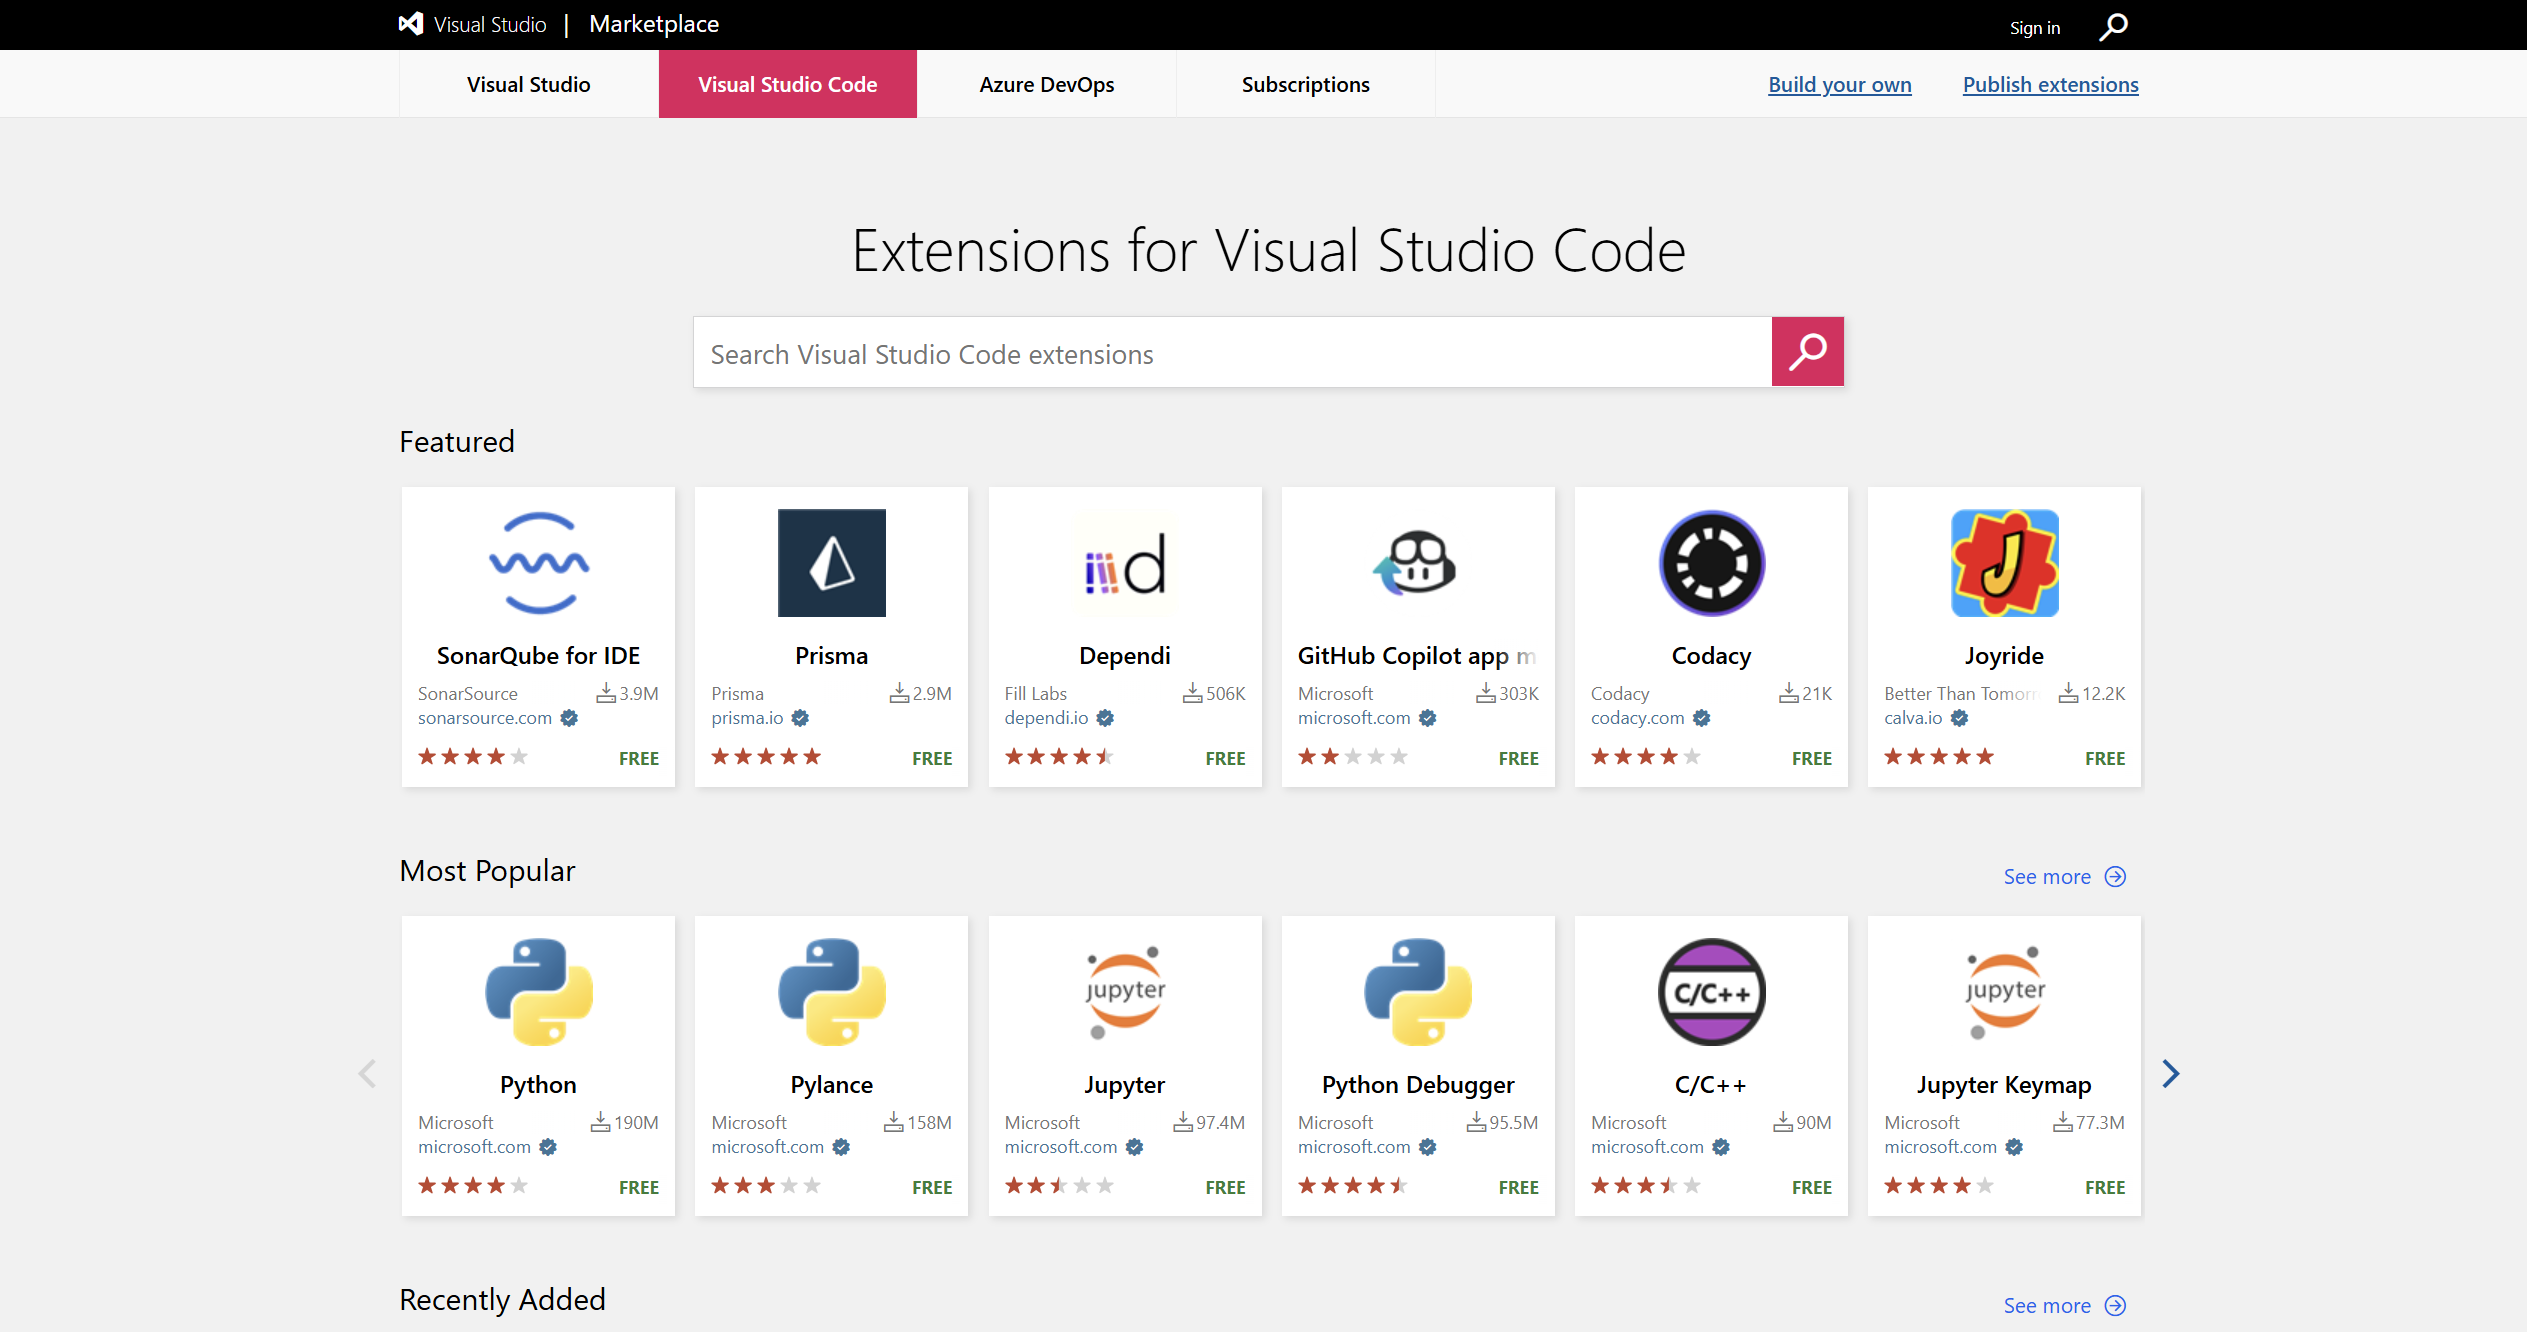 Visual Studio | Marketplace
Sign in
Visual Studio
Visual Studio Code
Azure DevOps
Subscriptions
Build your own
Publish extensions
Extensions for Visual Studio Code
Search Visual Studio Code extensions
Featured
d
J
SonarQube for IDE
SonarSource 3.9M
sonarsource.com
FREE
Prisma
Prisma 2.9M
prisma.io
FREE
Dependi
Fill Labs 506K
dependi.io
FREE
GitHub Copilot app m
Microsoft 303K
microsoft.com
FREE
Codacy
Codacy 21K
codacy.com
FREE
Joyride
Better Than Tomorr 12.2K
calva.io
FREE
Most Popular
See more
Python
Microsoft 190M
microsoft.com
FREE
Pylance
Microsoft 158M
microsoft.com
FREE
jupyter
Jupyter
Microsoft 97.4M
microsoft.com
FREE
Python Debugger
Microsoft 95.5M
microsoft.com
FREE
C/C++
C/C++
Microsoft 90M
microsoft.com
FREE
jupyter
Jupyter Keymap
Microsoft 77.3M
microsoft.com
FREE
Recently Added
See more